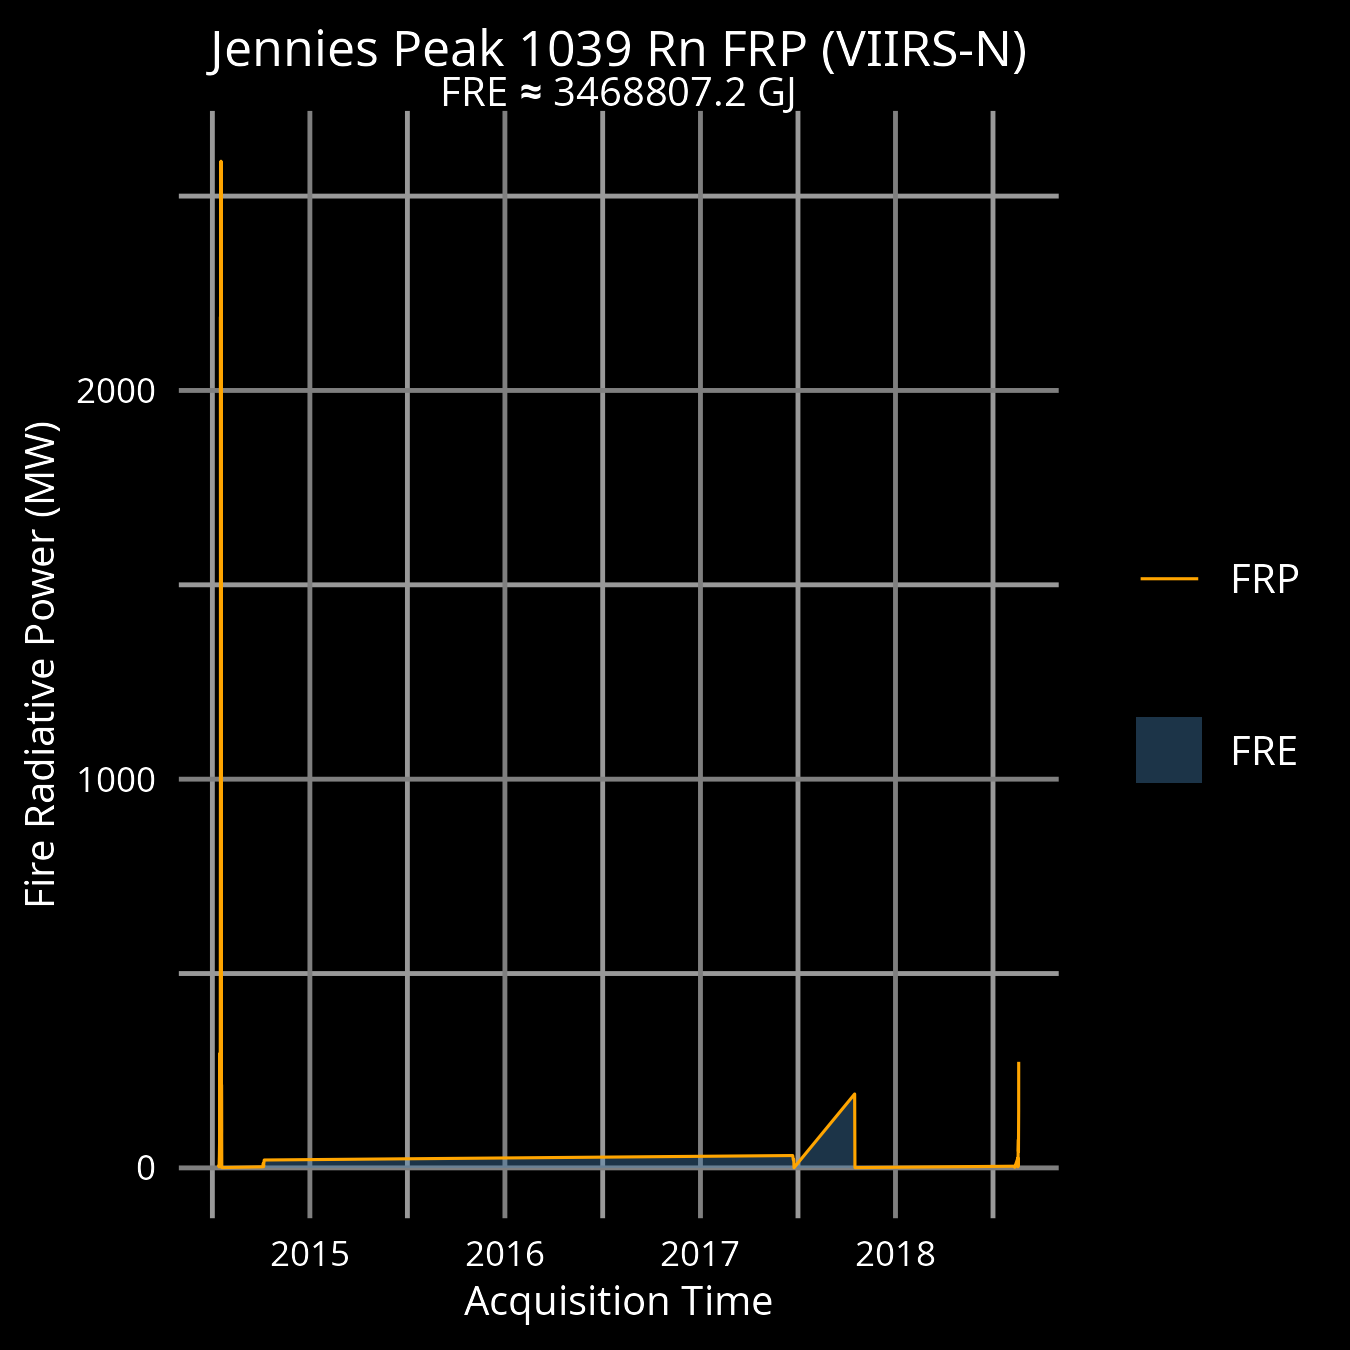 Jennies Peak 1039 Rn FRP (VIIRS-N)
FRE ≈ 3468807.2 GJ
Fire Radiative Power (MW)
2000
1000
0
2015
2016
2017
2018
Acquisition Time
FRP
FRE